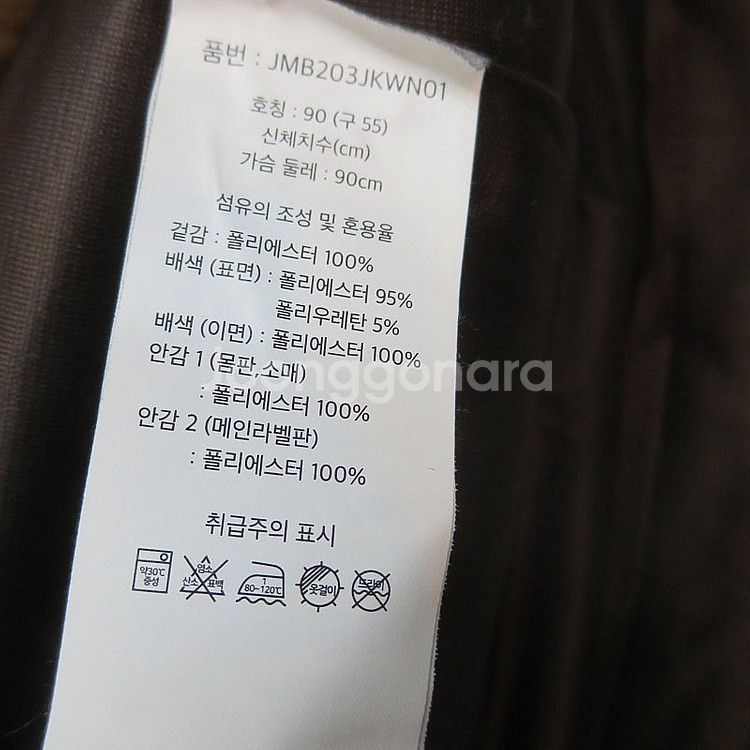 품번 : JMB203JKWN01
호칭 : 90 (구 55)
신체치수(cm)
가슴 둘레 : 90cm
섬유의 조성 및 혼용율
겉감 : 폴리에스터 100%
배색 (표면) : 폴리에스터 95%
폴리우레탄 5%
배색 (이면) : 폴리에스터 100%
안감 1 (몸판,소매)
: 폴리에스터 100%
안감 2 (메인라벨판)
: 폴리에스터 100%
joonggonara
취급주의 표시
약30℃ 중성
염소 산소 표백
1 80~120℃
옷걸이
드라이